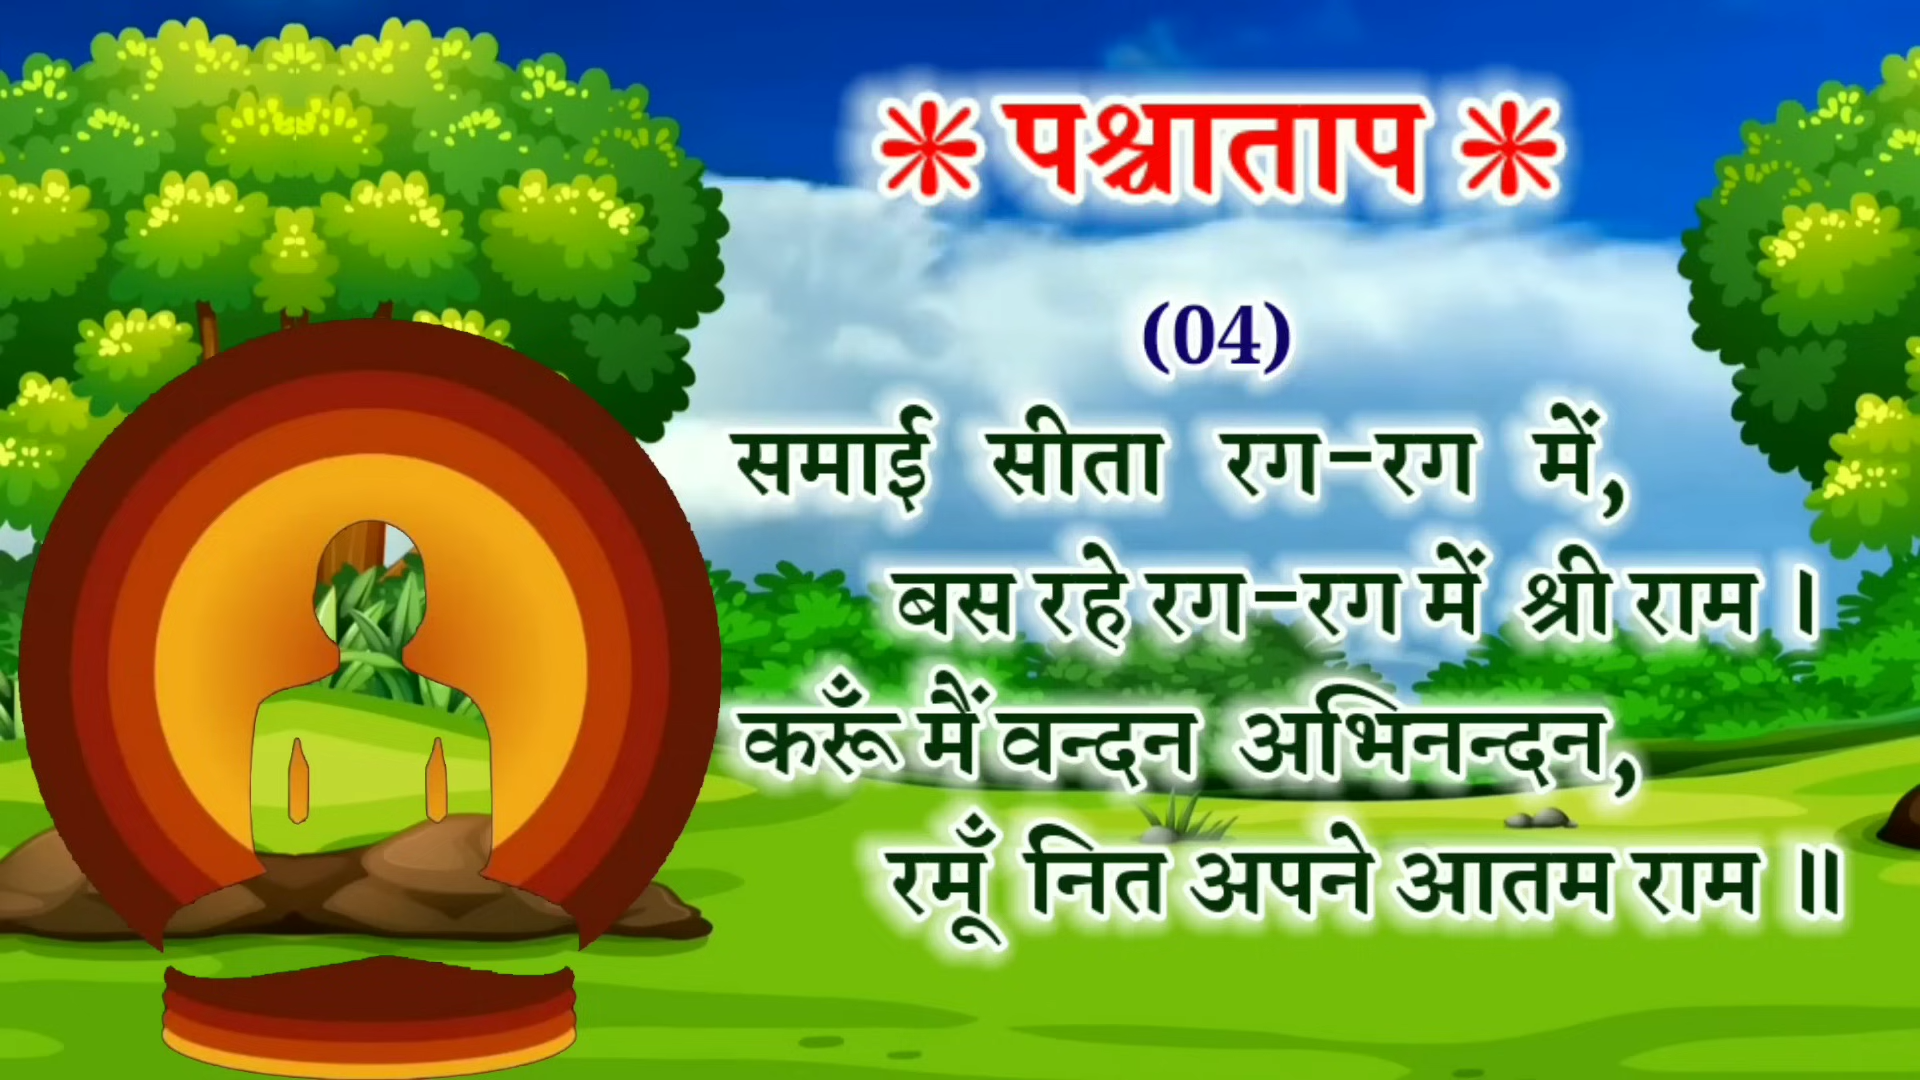 ❋ पश्चाताप ❋
(04)
समाई सीता रग-रग में,
बस रहे रग-रग में श्री राम ।
करूँ मैं वन्दन अभिनन्दन,
रमूँ नित अपने आतम राम ॥